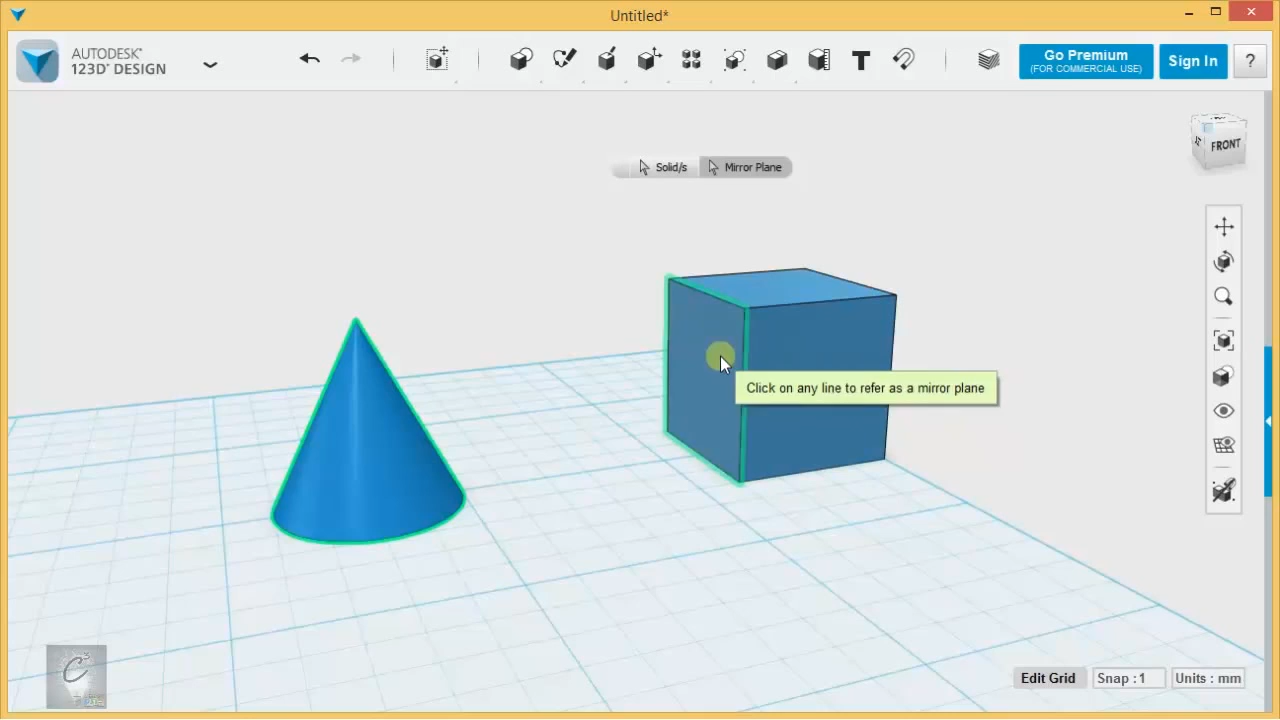 Untitled*
AUTODESK®
123D® DESIGN
Go Premium
(FOR COMMERCIAL USE)
Sign In
?
T
Solid/s
Mirror Plane
FRONT
Click on any line to refer as a mirror plane
Edit Grid
Snap : 1
Units : mm